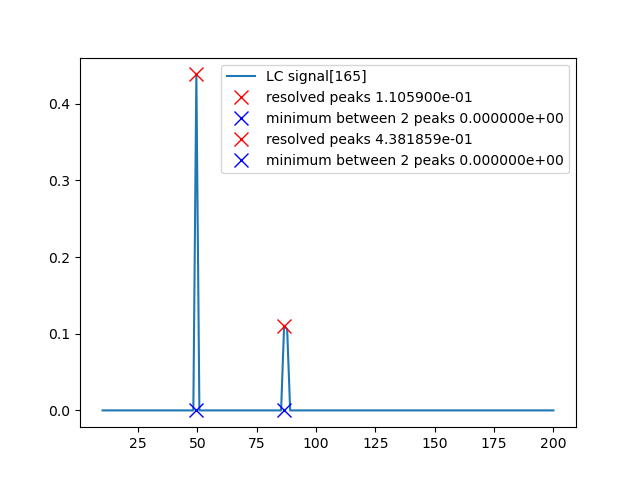 LC signal[165]
resolved peaks 1.105900e-01
minimum between 2 peaks 0.000000e+00
resolved peaks 4.381859e-01
minimum between 2 peaks 0.000000e+00
0.4
0.3
0.2
0.1
0.0
25 50 75 100 125 150 175 200